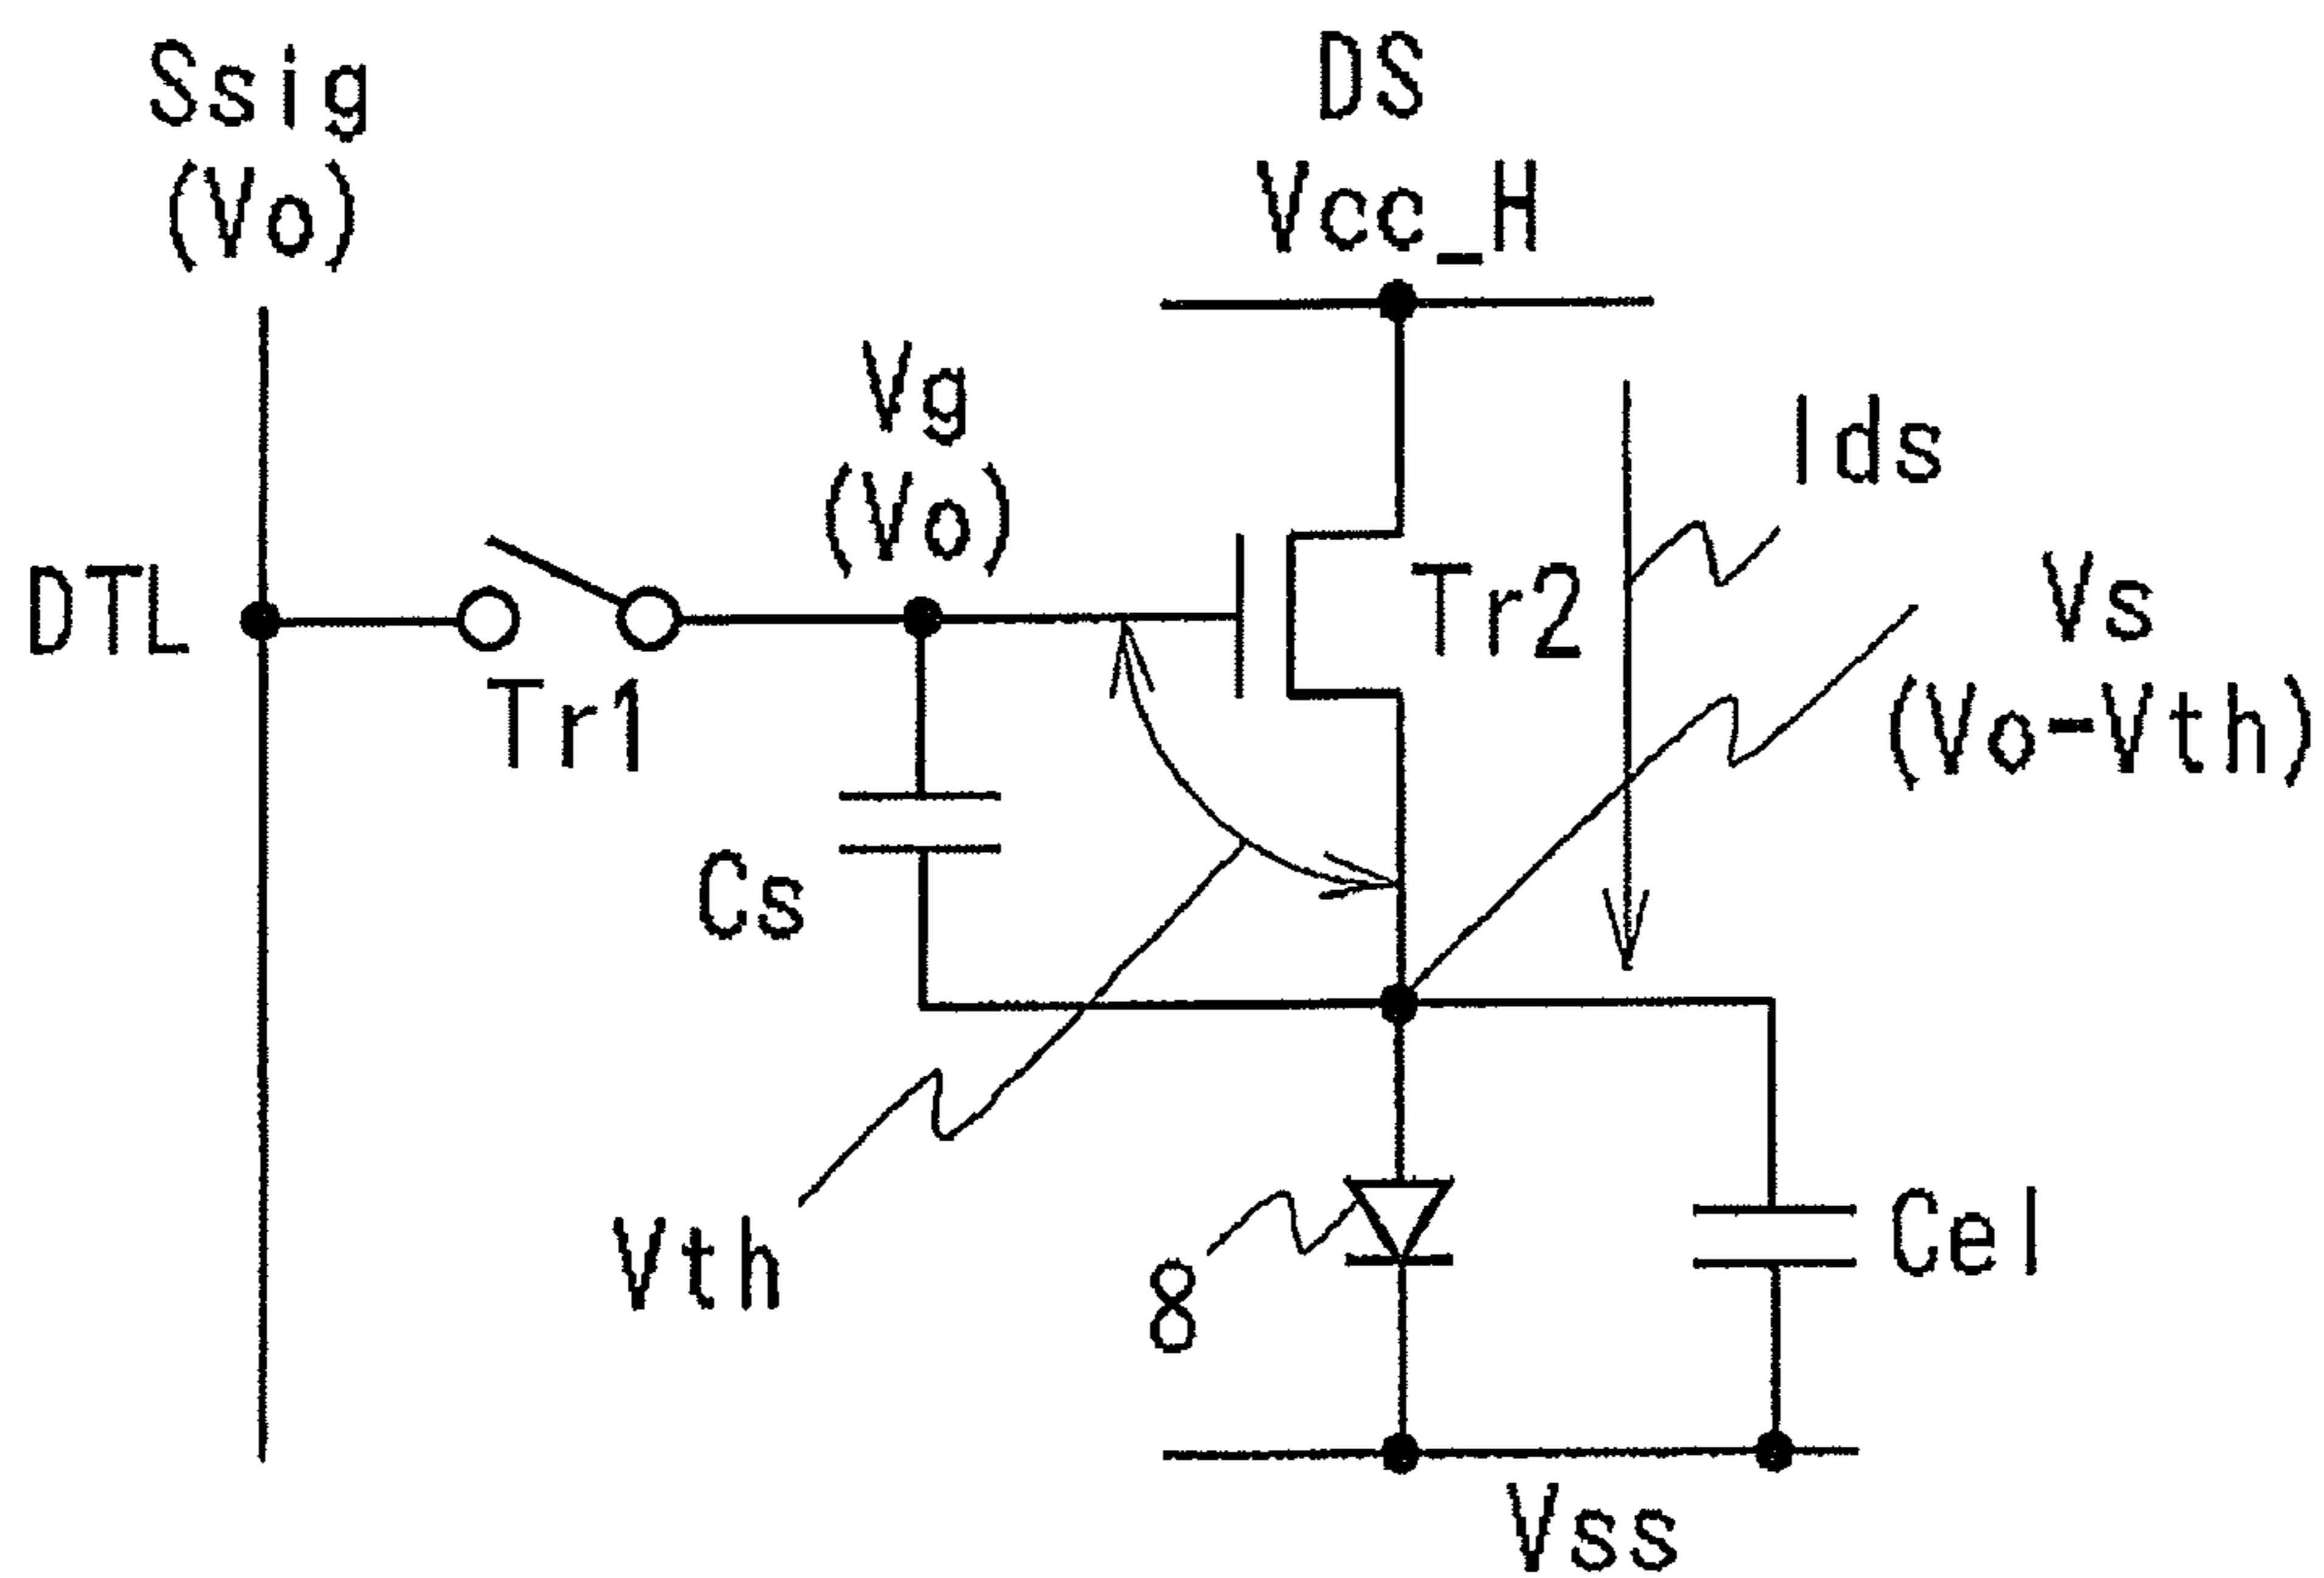 Ssig
(Vo)
DS
Vcc_H
Vg
(Vo)
Ids
DTL
Tr1
Tr2
Vs
(Vo-Vth)
Cs
Vth
8
Cel
Vss